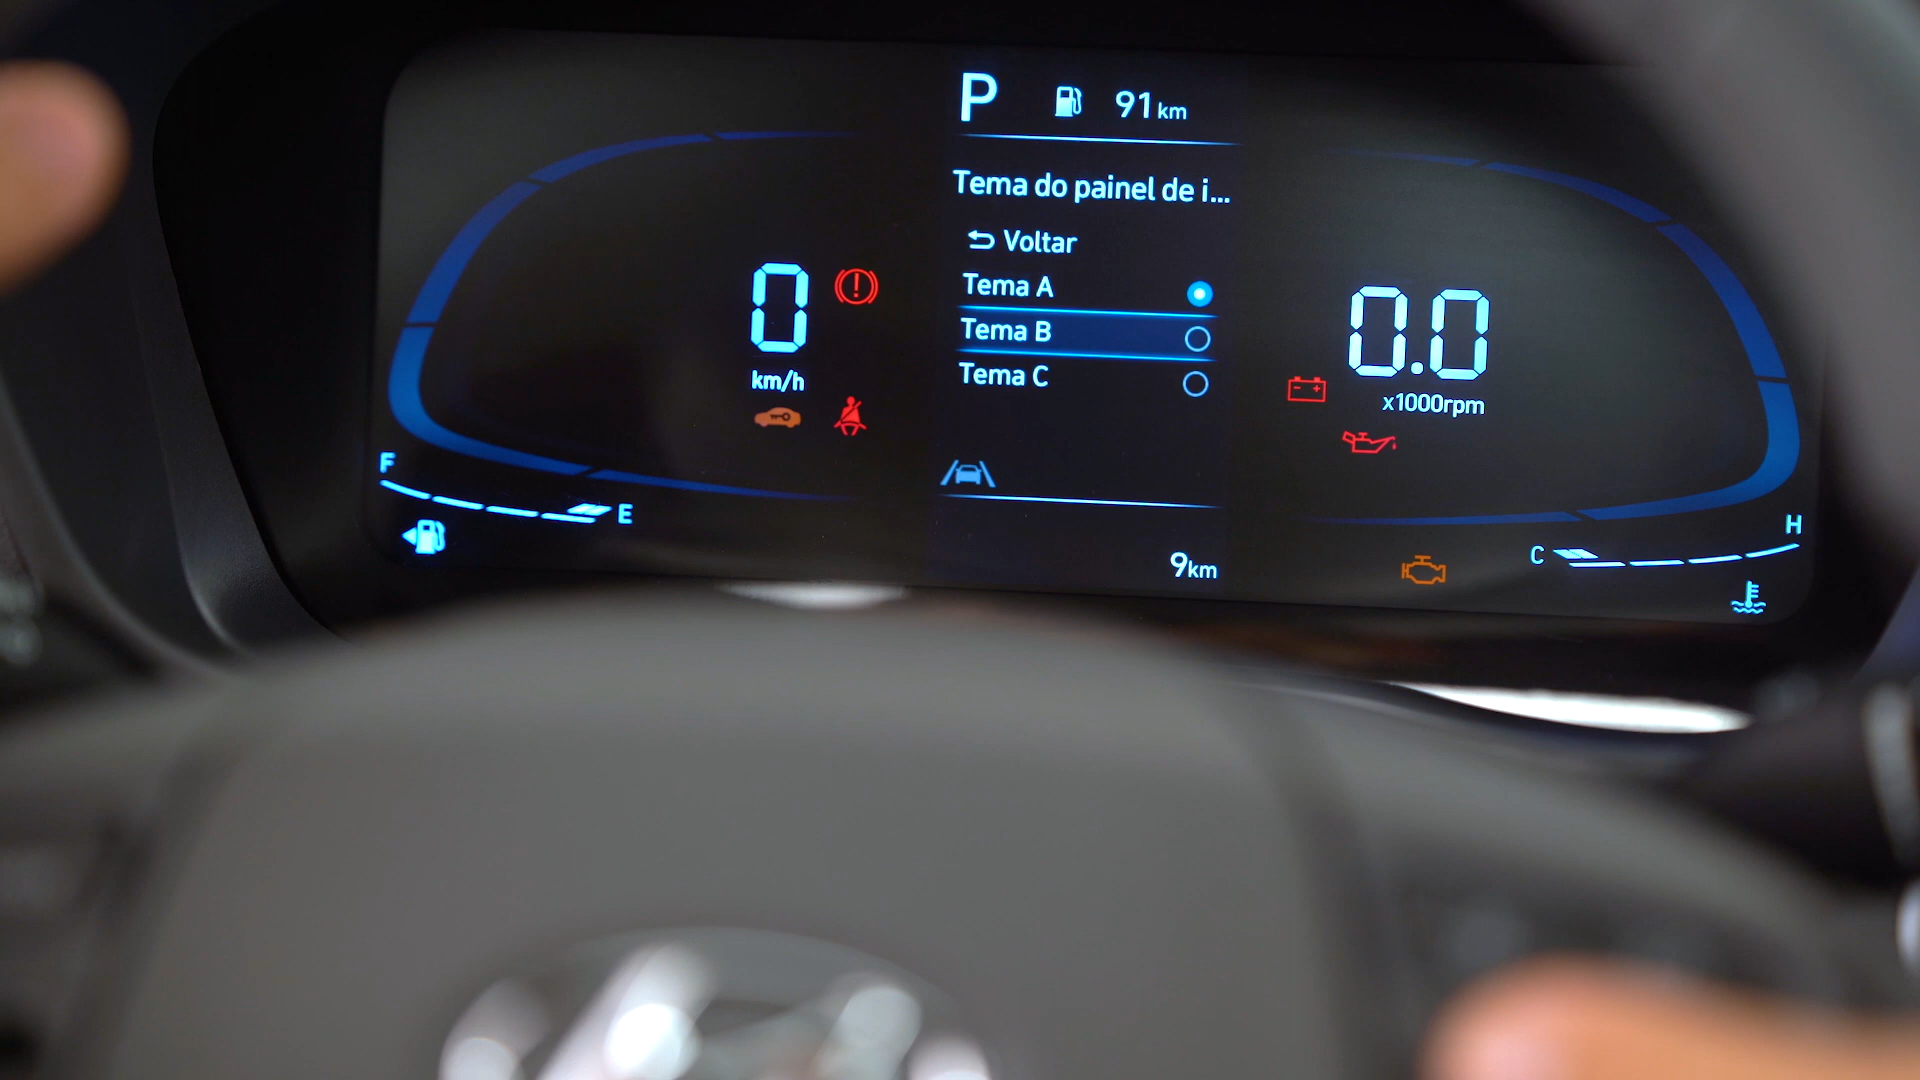 P 91 km
Tema do painel de i...
Voltar
Tema A
Tema B
Tema C
0
km/h
0.0
x1000rpm
F
E
9km
C
H